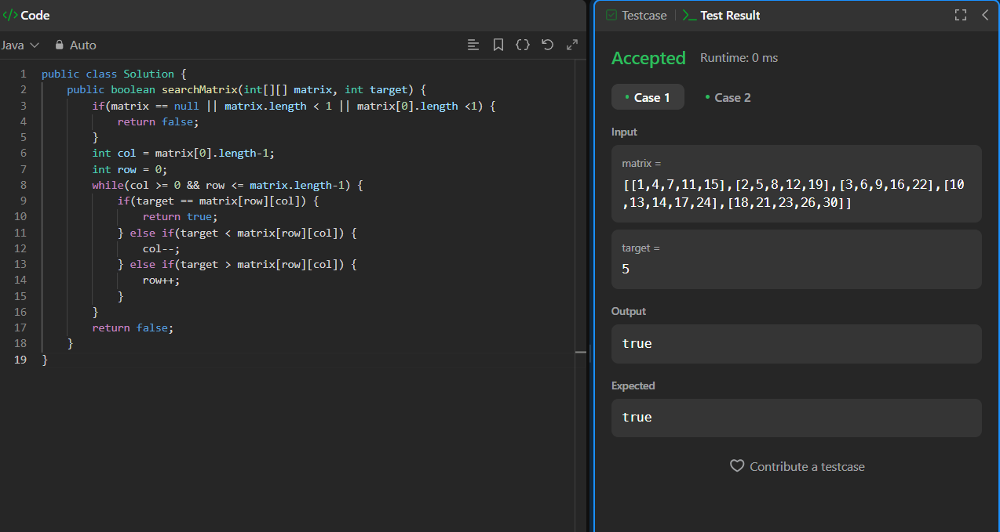 </> Code
Java Auto
1 public class Solution {
2     public boolean searchMatrix(int[][] matrix, int target) {
3         if(matrix == null || matrix.length < 1 || matrix[0].length <1) {
4             return false;
5         }
6         int col = matrix[0].length-1;
7         int row = 0;
8         while(col >= 0 && row <= matrix.length-1) {
9             if(target == matrix[row][col]) {
10                 return true;
11             } else if(target < matrix[row][col]) {
12                 col--;
13             } else if(target > matrix[row][col]) {
14                 row++;
15             }
16         }
17         return false;
18     }
19 }
Testcase | >_ Test Result
Accepted Runtime: 0 ms
• Case 1 • Case 2
Input
matrix =
[[1,4,7,11,15],[2,5,8,12,19],[3,6,9,16,22],[10
,13,14,17,24],[18,21,23,26,30]]
target =
5
Output
true
Expected
true
Contribute a testcase